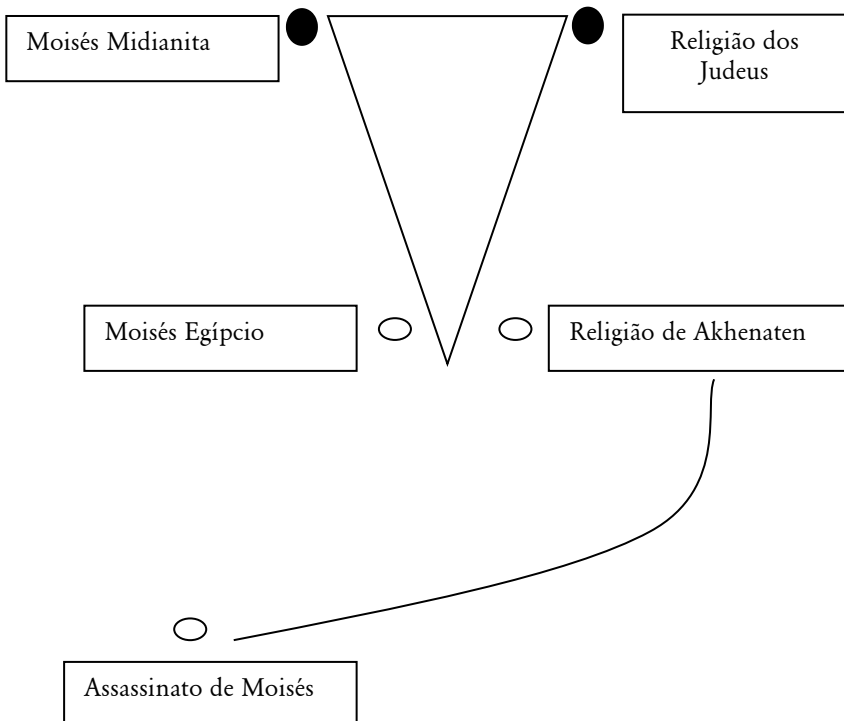 Moisés Midianita
Religião dos
Judeus
Moisés Egípcio
Religião de Akhenaten
Assassinato de Moisés